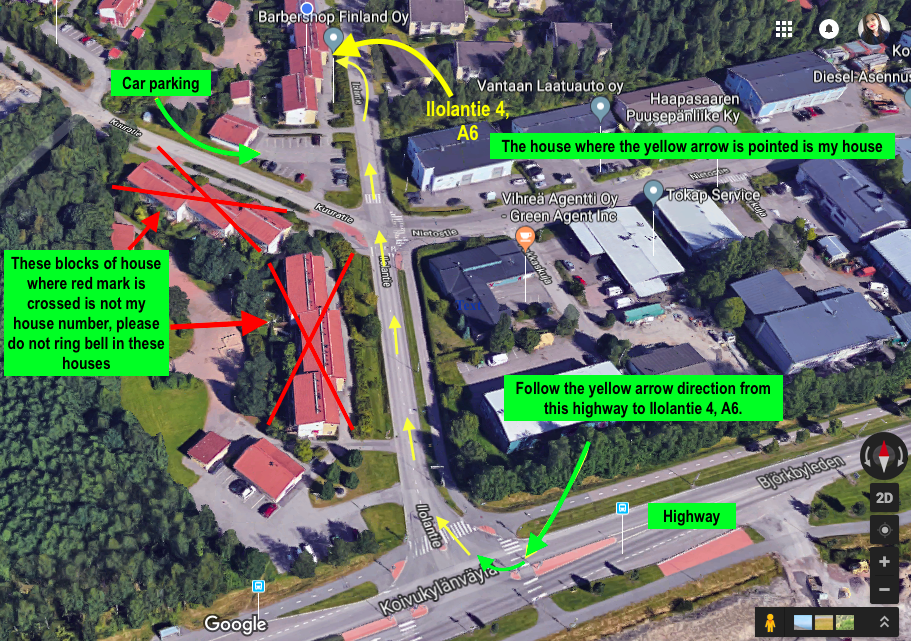 Barbershop Finland Oy
Car parking
Ilolantie 4,
A6
Vantaan Laatuauto oy
Haapasaaren
Puusepänliike Ky
Diesel-Asennus
The house where the yellow arrow is pointed is my house
Kuuratie
Nietostie
Vihreä Agentti Oy
- Green Agent Inc
Tokap Service
Kuuratie
Nietostie
Ilolantie
These blocks of house
where red mark is
crossed is not my
house number, please
do not ring bell in these
houses
Follow the yellow arrow direction from
this highway to Ilolantie 4, A6.
Highway
Björkbyleden
2D
Ilolantie
Koivukylänväylä
Google